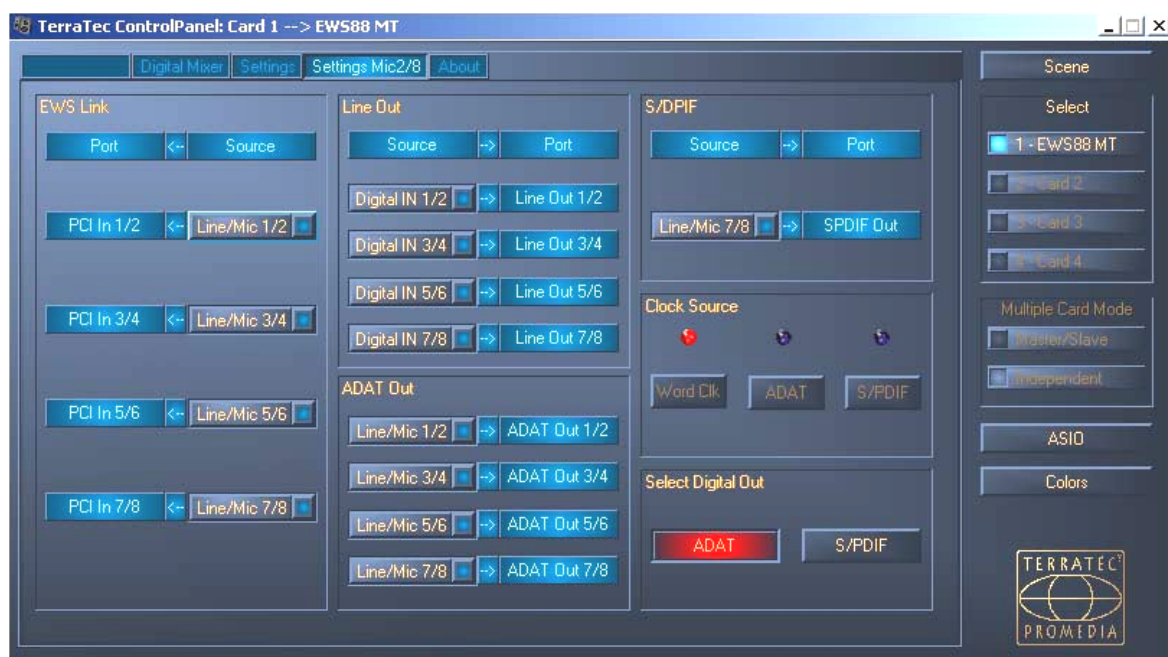 TerraTec ControlPanel: Card 1 --> EWS88 MT
Digital Mixer
Settings
Settings Mic2/8
About
EWS Link
Port <-- Source
PCI In 1/2 <-- Line/Mic 1/2
PCI In 3/4 <-- Line/Mic 3/4
PCI In 5/6 <-- Line/Mic 5/6
PCI In 7/8 <-- Line/Mic 7/8
Line Out
Source --> Port
Digital IN 1/2 --> Line Out 1/2
Digital IN 3/4 --> Line Out 3/4
Digital IN 5/6 --> Line Out 5/6
Digital IN 7/8 --> Line Out 7/8
ADAT Out
Line/Mic 1/2 --> ADAT Out 1/2
Line/Mic 3/4 --> ADAT Out 3/4
Line/Mic 5/6 --> ADAT Out 5/6
Line/Mic 7/8 --> ADAT Out 7/8
S/DPIF
Source --> Port
Line/Mic 7/8 --> SPDIF Out
Clock Source
Word Clk
ADAT
S/PDIF
Select Digital Out
ADAT
S/PDIF
Scene
Select
1 - EWS88 MT
2 - Card 2
3 - Card 3
4 - Card 4
Multiple Card Mode
Master/Slave
Independent
ASIO
Colors
TERRATEC
PROMEDIA